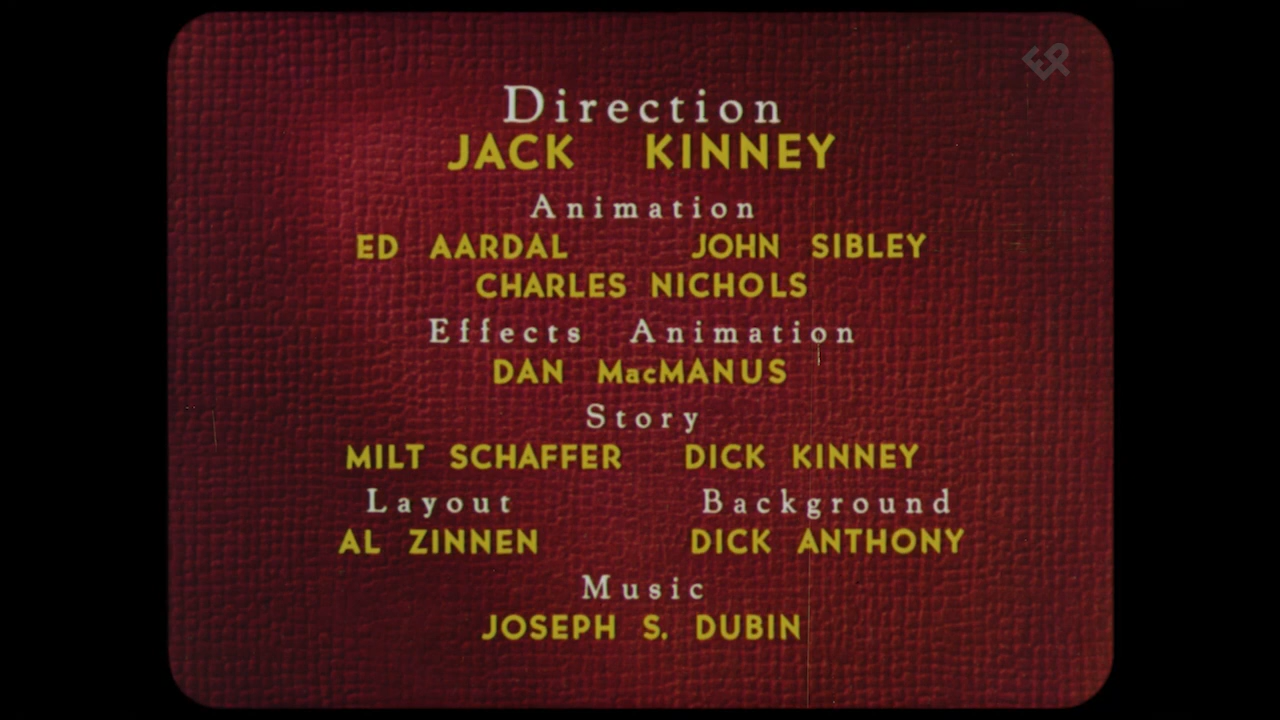 Direction
JACK KINNEY
Animation
ED AARDAL JOHN SIBLEY
CHARLES NICHOLS
Effects Animation
DAN MacMANUS
Story
MILT SCHAFFER DICK KINNEY
Layout Background
AL ZINNEN DICK ANTHONY
Music
JOSEPH S. DUBIN